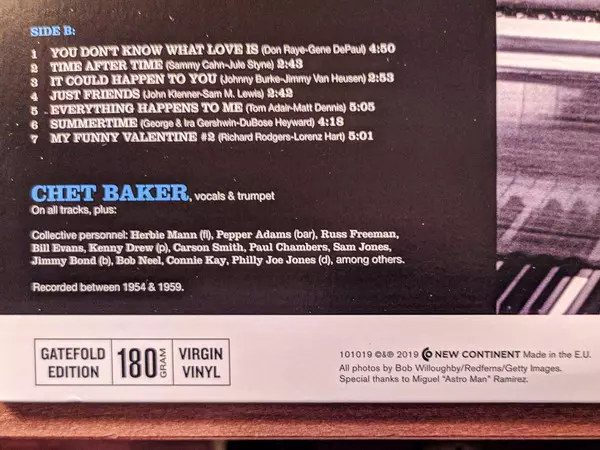 SIDE B:
1 YOU DON'T KNOW WHAT LOVE IS (Don Raye-Gene DePaul) 4:50
2 TIME AFTER TIME (Sammy Cahn-Jule Styne) 2:43
3 IT COULD HAPPEN TO YOU (Johnny Burke-Jimmy Van Heusen) 2:53
4 JUST FRIENDS (John Klenner-Sam M. Lewis) 2:42
5 EVERYTHING HAPPENS TO ME (Tom Adair-Matt Dennis) 5:05
6 SUMMERTIME (George & Ira Gershwin-DuBose Heyward) 4:18
7 MY FUNNY VALENTINE #2 (Richard Rodgers-Lorenz Hart) 5:01
CHET BAKER, vocals & trumpet
On all tracks, plus:
Collective personnel: Herbie Mann (fl), Pepper Adams (bar), Russ Freeman,
Bill Evans, Kenny Drew (p), Carson Smith, Paul Chambers, Sam Jones,
Jimmy Bond (b), Bob Neel, Connie Kay, Philly Joe Jones (d), among others.
Recorded between 1954 & 1959.
GATEFOLD
EDITION
180 GRAM
VIRGIN
VINYL
101019 ©&℗ 2019 NEW CONTINENT Made in the E.U.
All photos by Bob Willoughby/Redferns/Getty Images.
Special thanks to Miguel "Astro Man" Ramirez.